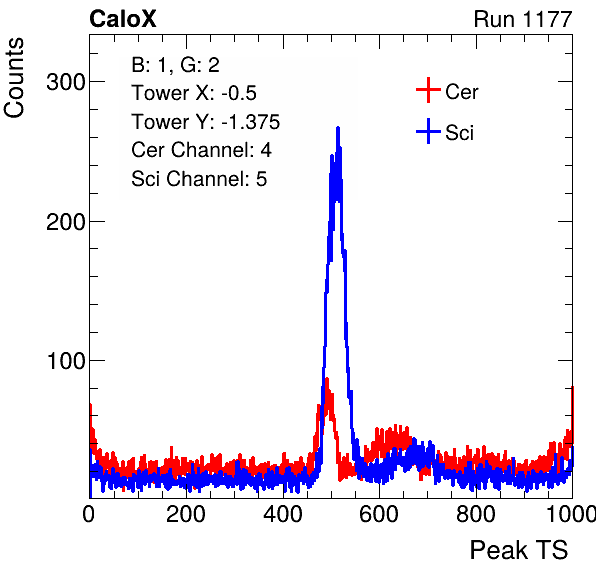 CaloX Run 1177
Counts
B: 1, G: 2
Tower X: -0.5
Tower Y: -1.375
Cer Channel: 4
Sci Channel: 5
Cer
Sci
300
200
100
0 200 400 600 800 1000
Peak TS